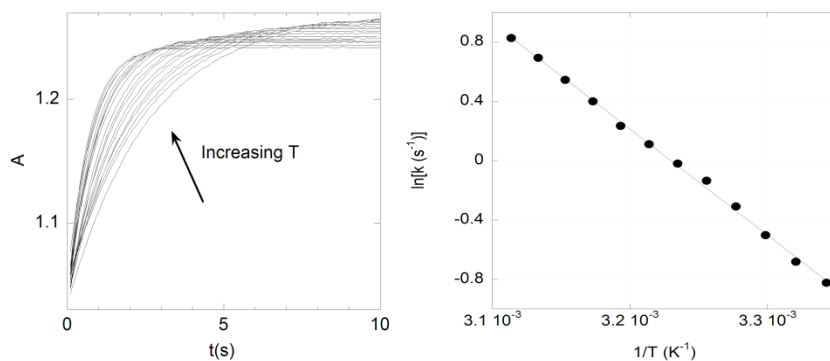 1.2
1.1
A
Increasing T
0
5
10
t(s)
0.8
0.4
0
-0.4
-0.8
ln[k (s⁻¹)]
3.1 10⁻³
3.2 10⁻³
3.3 10⁻³
1/T (K⁻¹)